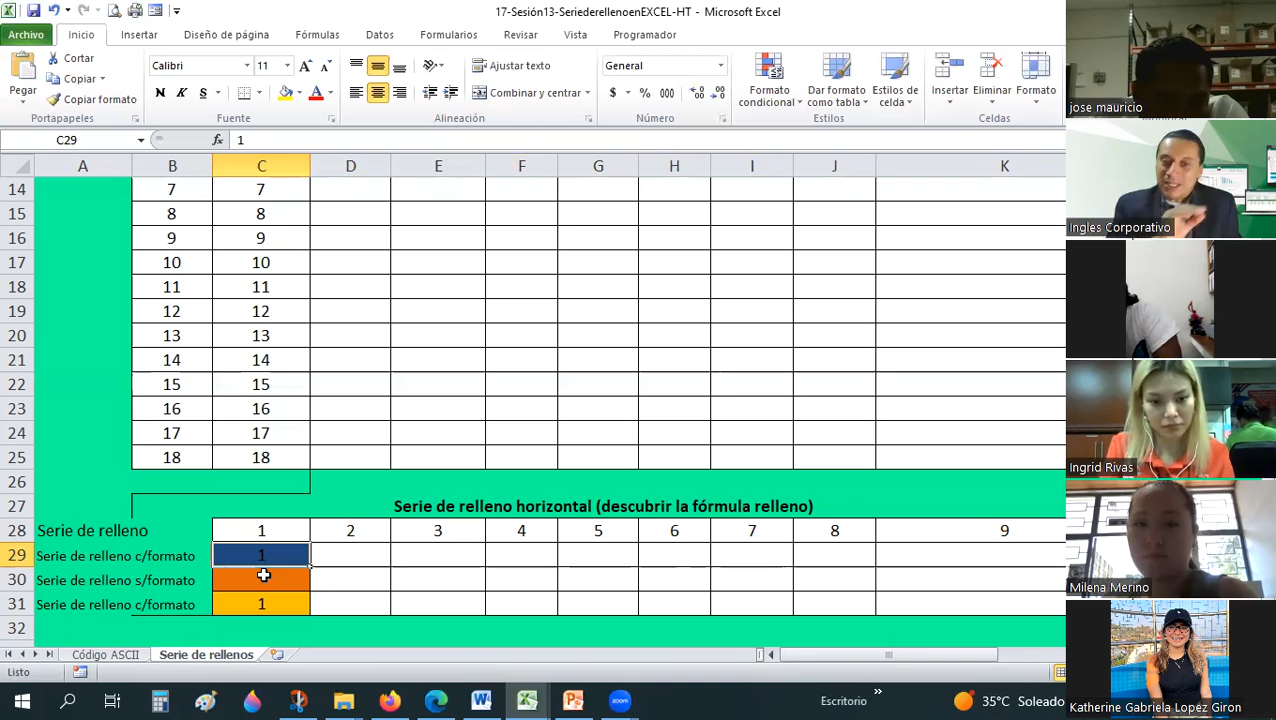 17-Sesión13-SeriederellenoenEXCEL-HT - Microsoft Excel
Archivo Inicio Insertar Diseño de página Fórmulas Datos Formularios Revisar Vista Programador
Pegar
Cortar
Copiar
Copiar formato
Portapapeles
Calibri 11
N K S
Fuente
Ajustar texto
Combinar y centrar
Alineación
General
$ % 000
Número
Formato condicional
Dar formato como tabla
Estilos de celda
Estilos
Insertar Eliminar Formato
Celdas
C29 fx 1
A B C D E F G H I J K
14 7 7
15 8 8
16 9 9
17 10 10
18 11 11
19 12 12
20 13 13
21 14 14
22 15 15
23 16 16
24 17 17
25 18 18
26
27 Serie de relleno horizontal (descubrir la fórmula relleno)
28 Serie de relleno 1 2 3 4 5 6 7 8 9
29 Serie de relleno c/formato 1
30 Serie de relleno s/formato
31 Serie de relleno c/formato 1
32
Código ASCII Serie de rellenos
Listo
Escritorio » 35°C Soleado
zoom
jose mauricio
Ingles Corporativo
Ingrid Rivas
Milena Merino
Katherine Gabriela Lopez Giron